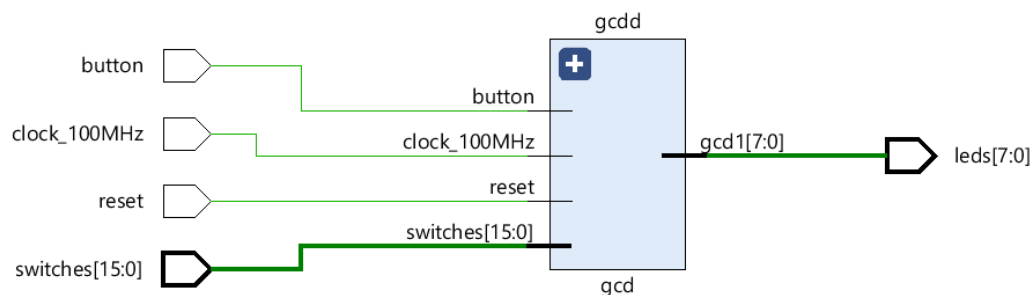 gcdd
button
button
clock_100MHz
clock_100MHz
gcd1[7:0]
leds[7:0]
reset
reset
switches[15:0]
switches[15:0]
gcd